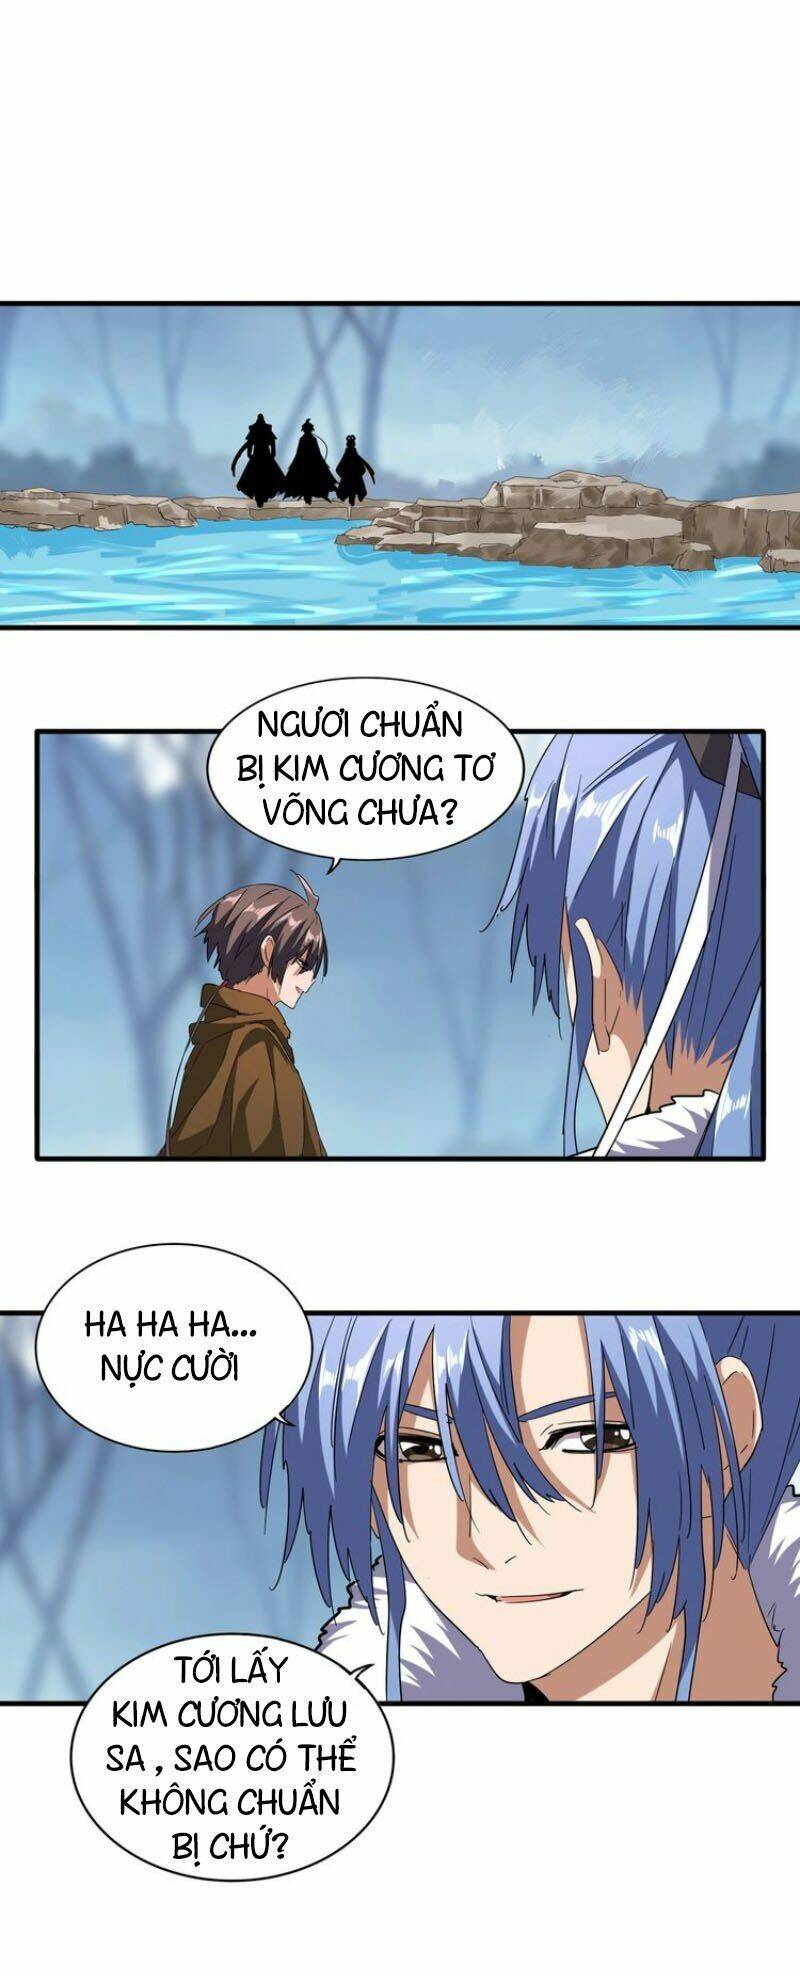 NGƯƠI CHUẨN
BỊ KIM CƯƠNG TƠ
VÕNG CHƯA?
HA HA HA...
NỰC CƯỜI
TỚI LẤY
KIM CƯƠNG LƯU
SA, SAO CÓ THỂ
KHÔNG CHUẨN
BỊ CHỨ?